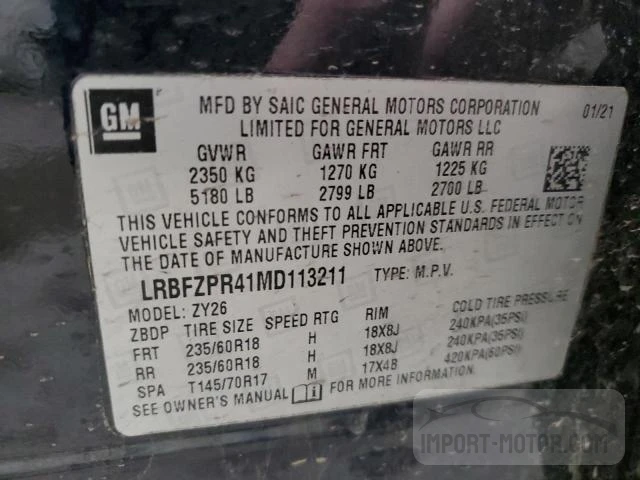 GM
MFD BY SAIC GENERAL MOTORS CORPORATION 01/21
LIMITED FOR GENERAL MOTORS LLC
GVWR GAWR FRT GAWR RR
2350 KG 1270 KG 1225 KG
5180 LB 2799 LB 2700 LB
THIS VEHICLE CONFORMS TO ALL APPLICABLE U.S. FEDERAL MOTOR
VEHICLE SAFETY AND THEFT PREVENTION STANDARDS IN EFFECT ON
THE DATE OF MANUFACTURE SHOWN ABOVE.
LRBFZPR41MD113211 TYPE: M.P.V.
MODEL: ZY26
ZBDP TIRE SIZE SPEED RTG RIM COLD TIRE PRESSURE
FRT 235/60R18 H 18X8J 240KPA(35PSI)
RR 235/60R18 H 18X8J 240KPA(35PSI)
SPA T145/70R17 M 17X4B 420KPA(60PSI)
SEE OWNER'S MANUAL FOR MORE INFORMATION.
IMPORT-MOTOR.COM